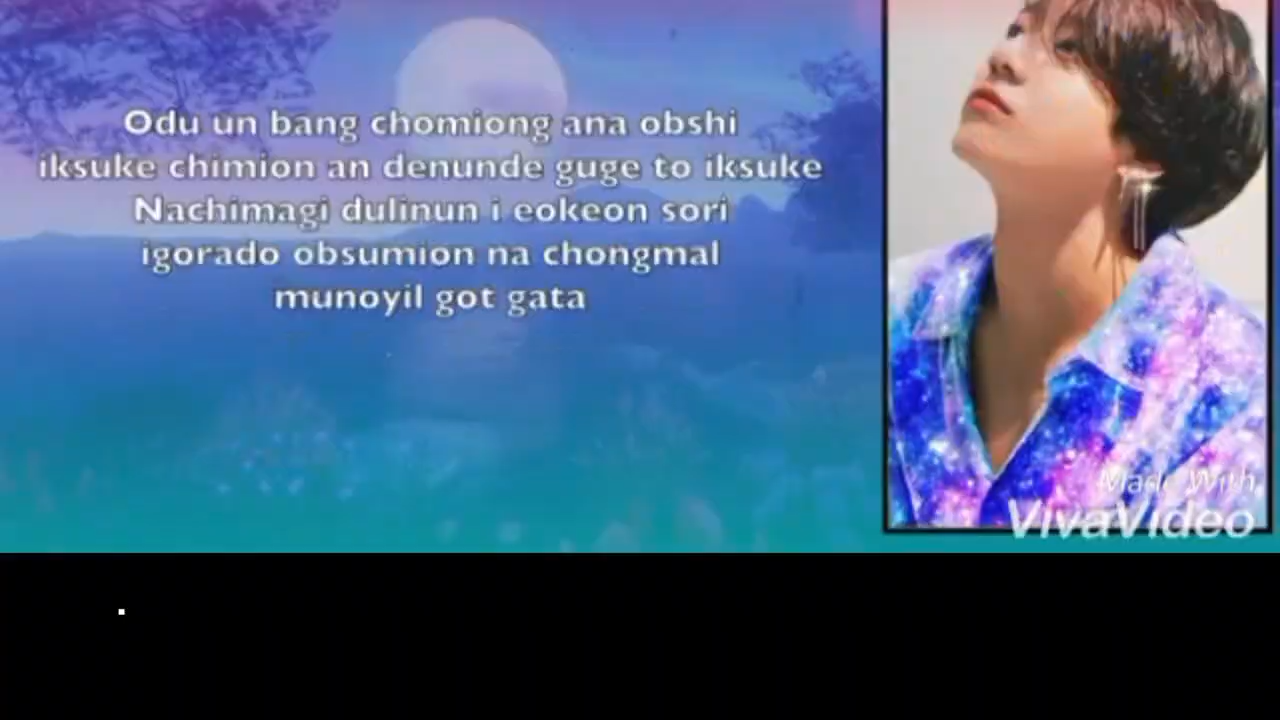 Odu un bang chomiong ana obshi
iksuke chimion an denunde guge to iksuke
Nachimagi dulinun i eokeon sori
igorado obsumion na chongmal
munoyil got gata
Made With
VivaVideo
.